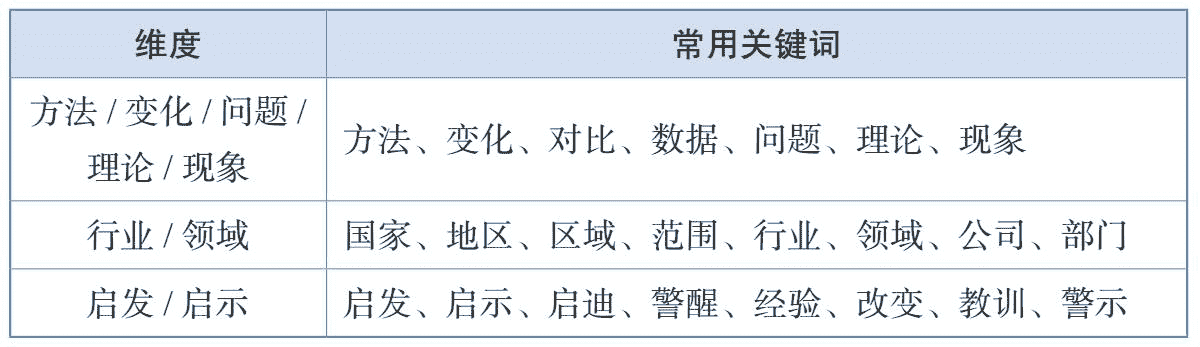 维度
常用关键词
方法 / 变化 / 问题 /
理论 / 现象
方法、变化、对比、数据、问题、理论、现象
行业 / 领域
国家、地区、区域、范围、行业、领域、公司、部门
启发 / 启示
启发、启示、启迪、警醒、经验、改变、教训、警示